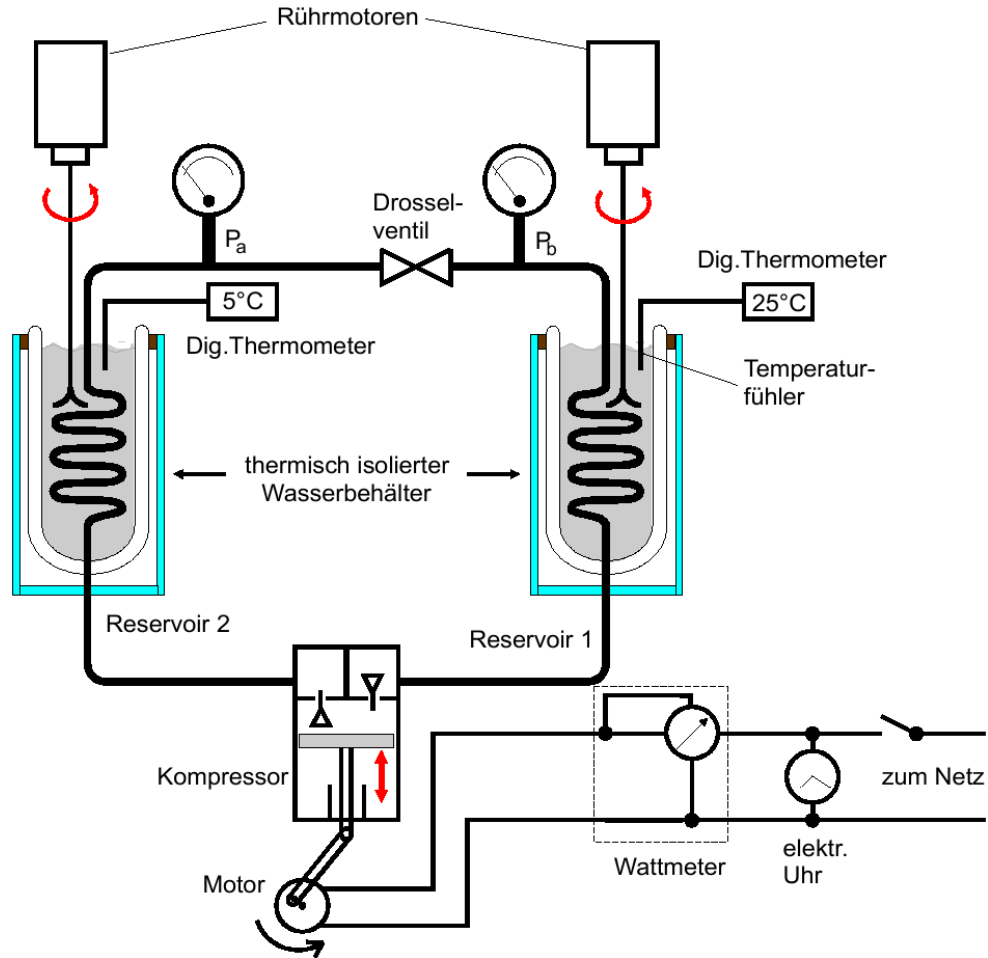 Rührmotoren
Drossel-
ventil
Pa
Pb
Dig.Thermometer
5°C
25°C
Dig.Thermometer
Temperatur-
fühler
thermisch isolierter
Wasserbehälter
Reservoir 2
Reservoir 1
Kompressor
zum Netz
Wattmeter
elektr.
Uhr
Motor